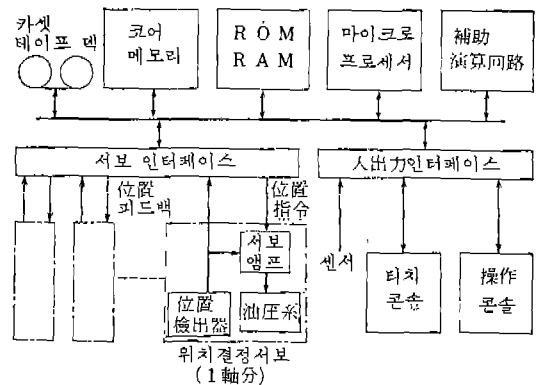 카셋
테이프 덱
코어
메모리
R O M
R A M
마이크로
프로세서
補助
演算回路
서보 인터페이스
入出力인터페이스
位置
피드백
位置
指令
서보
앰프
센서
터치
콘솔
操作
콘솔
位置
檢出器
油圧系
위치결정서보
(1軸分)